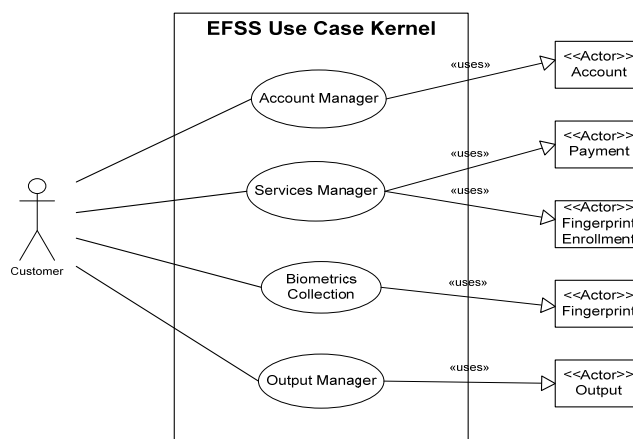 EFSS Use Case Kernel
«uses»
<<Actor>>
Account
Account Manager
«uses»
<<Actor>>
Payment
Services Manager
«uses»
<<Actor>>
Fingerprint
Enrollment
Customer
Biometrics
Collection
«uses»
<<Actor>>
Fingerprint
«uses»
<<Actor>>
Output
Output Manager